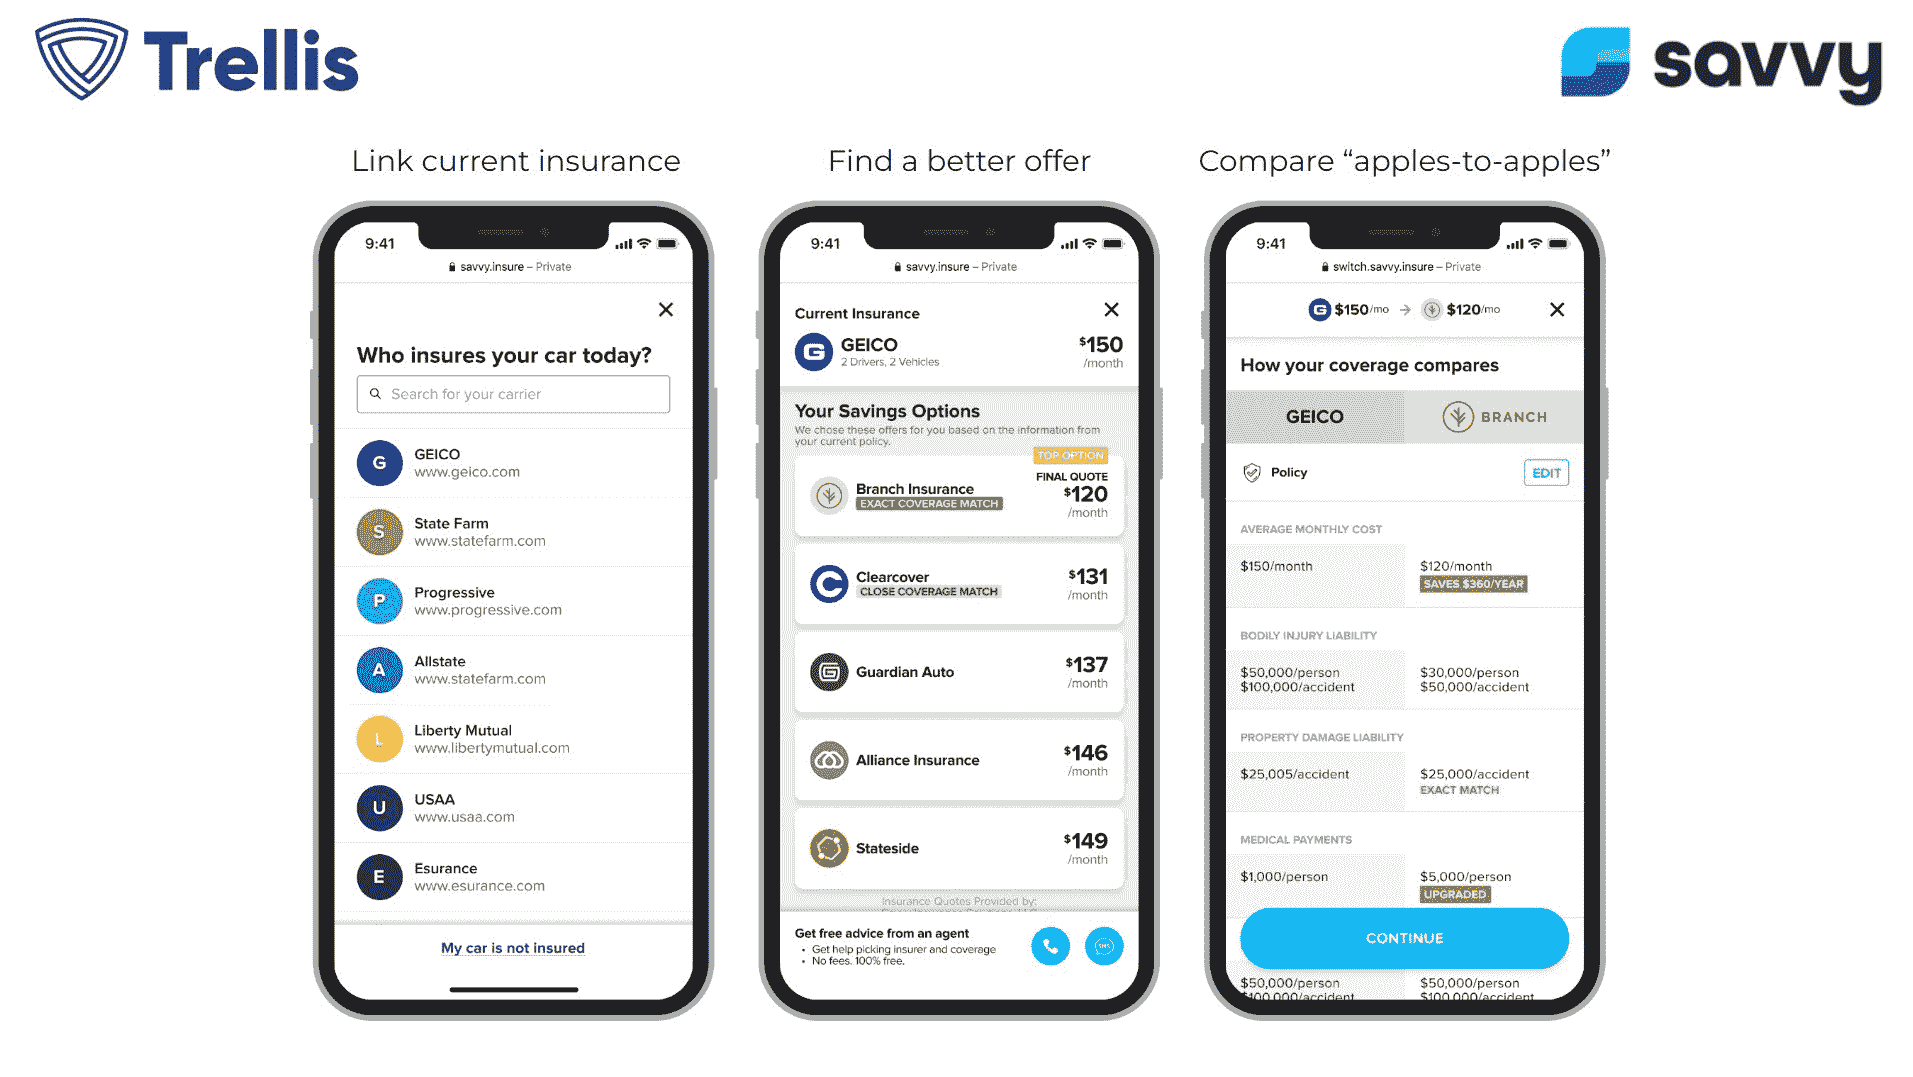 Trellis
savvy
Link current insurance
Find a better offer
Compare “apples-to-apples”
9:41
savvy.insure – Private
Who insures your car today?
Search for your carrier
G
GEICO
www.geico.com
S
State Farm
www.statefarm.com
P
Progressive
www.progressive.com
A
Allstate
www.statefarm.com
L
Liberty Mutual
www.libertymutual.com
U
USAA
www.usaa.com
E
Esurance
www.esurance.com
My car is not insured
9:41
savvy.insure – Private
Current Insurance
G
GEICO
$150
2 Drivers, 2 Vehicles
/month
Your Savings Options
We chose these offers for you based on the information from
your current policy.
TOP OPTION
FINAL QUOTE
Branch Insurance
$120
EXACT COVERAGE MATCH
/month
Clearcover
$131
CLOSE COVERAGE MATCH
/month
Guardian Auto
$137
/month
Alliance Insurance
$146
/month
Stateside
$149
/month
Insurance Quotes Provided by:
Get free advice from an agent
• Get help picking insurer and coverage
• No fees. 100% free.
SMS
9:41
switch.savvy.insure – Private
G $150/mo → $120/mo
How your coverage compares
GEICO
BRANCH
Policy
EDIT
AVERAGE MONTHLY COST
$150/month
$120/month
SAVES $360/YEAR
BODILY INJURY LIABILITY
$50,000/person
$30,000/person
$100,000/accident
$50,000/accident
PROPERTY DAMAGE LIABILITY
$25,005/accident
$25,000/accident
EXACT MATCH
MEDICAL PAYMENTS
$1,000/person
$5,000/person
UPGRADED
CONTINUE
$50,000/person
$50,000/person
$100,000/accident
$100,000/accident